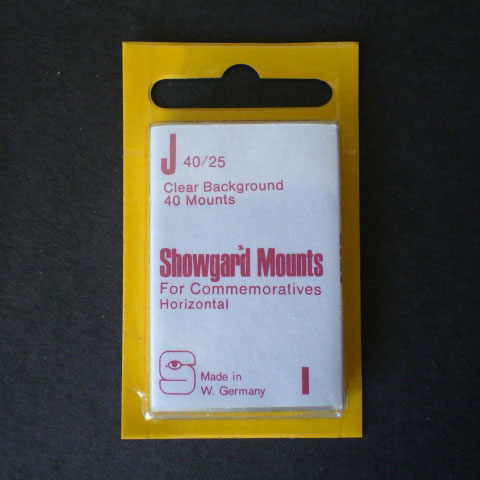 J 40/25
Clear Background
40 Mounts
Showgard® Mounts
For Commemoratives
Horizontal
S
Made in
W. Germany
I